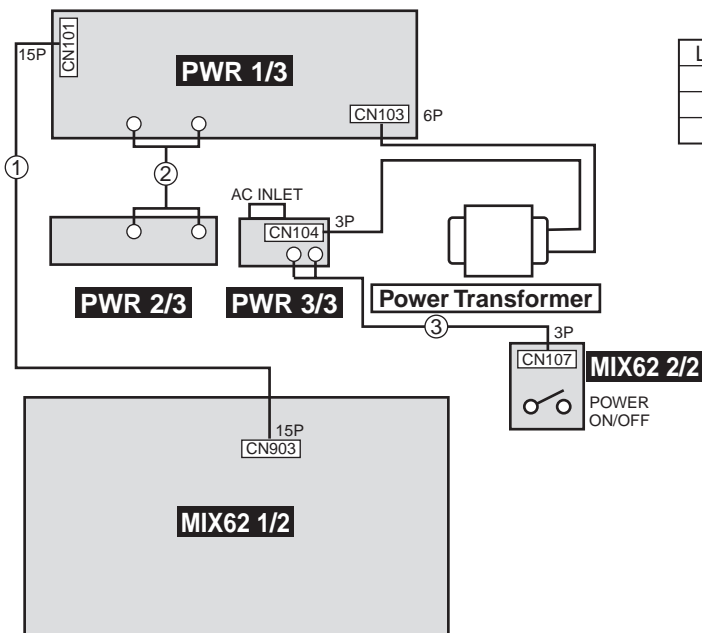 CN101
15P
PWR 1/3
CN103
6P
L
1
2
AC INLET
3P
CN104
PWR 2/3
PWR 3/3
Power Transformer
3
3P
CN107
MIX62 2/2
POWER
ON/OFF
15P
CN903
MIX62 1/2